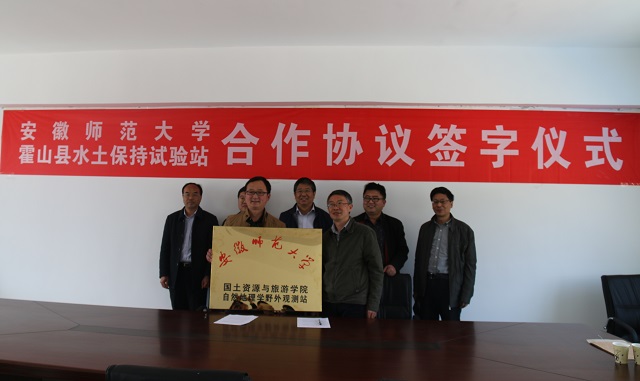 安徽师范大学
霍山县水土保持试验站
合作协议签字仪式
安徽师范大学
国土资源与旅游学院
自然地理学野外观测站